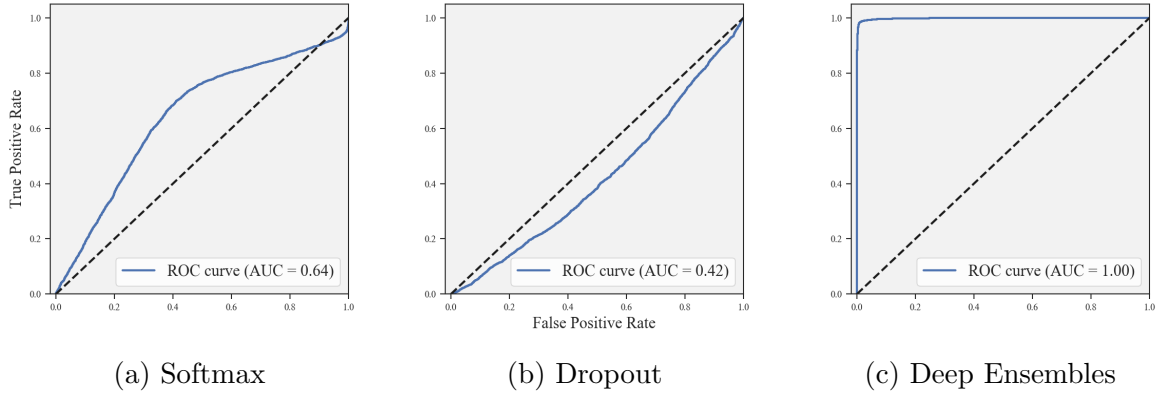 True Positive Rate
1.0
0.8
0.6
0.4
0.2
0.0
0.0 0.2 0.4 0.6 0.8 1.0
ROC curve (AUC = 0.64)
(a) Softmax
1.0
0.8
0.6
0.4
0.2
0.0
0.0 0.2 0.4 0.6 0.8 1.0
ROC curve (AUC = 0.42)
False Positive Rate
(b) Dropout
1.0
0.8
0.6
0.4
0.2
0.0
0.0 0.2 0.4 0.6 0.8 1.0
ROC curve (AUC = 1.00)
(c) Deep Ensembles